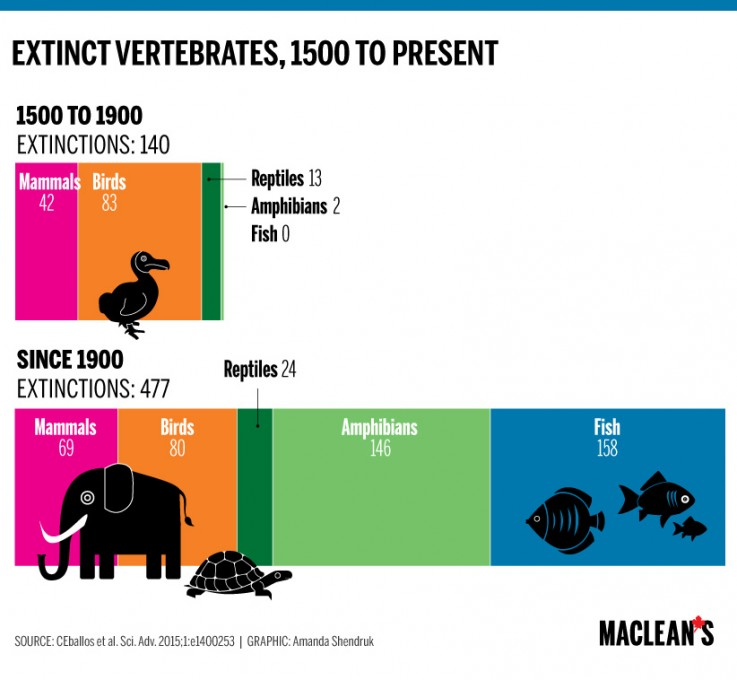 EXTINCT VERTEBRATES, 1500 TO PRESENT
1500 TO 1900
EXTINCTIONS: 140
Mammals
42
Birds
83
Reptiles 13
Amphibians 2
Fish 0
SINCE 1900
EXTINCTIONS: 477
Reptiles 24
Mammals
69
Birds
80
Amphibians
146
Fish
158
SOURCE: CEballos et al. Sci. Adv. 2015;1:e1400253 | GRAPHIC: Amanda Shendruk
MACLEAN'S